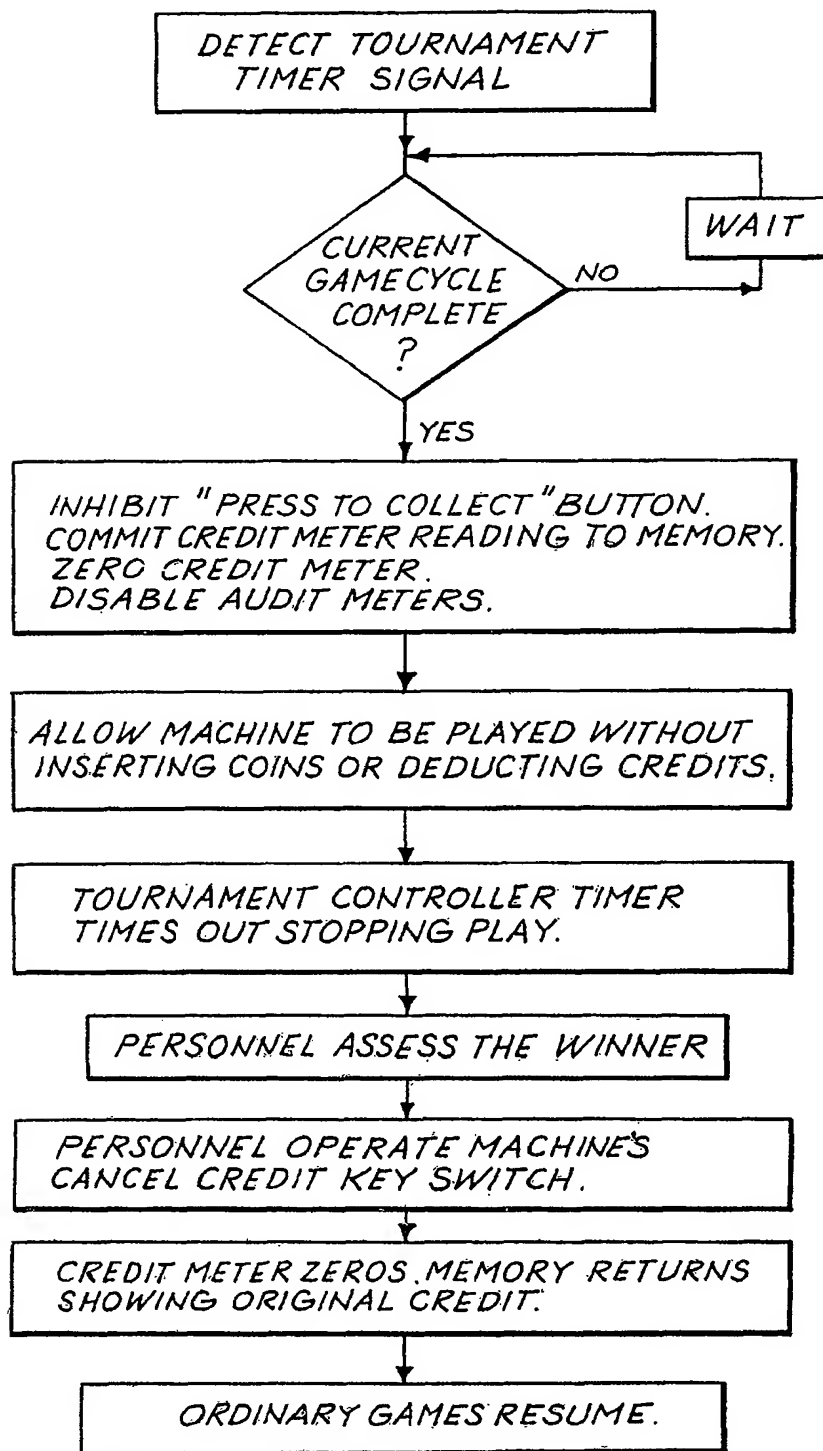 DETECT TOURNAMENT
TIMER SIGNAL
WAIT
CURRENT
GAME CYCLE
COMPLETE
?
NO
YES
INHIBIT "PRESS TO COLLECT" BUTTON.
COMMIT CREDIT METER READING TO MEMORY.
ZERO CREDIT METER.
DISABLE AUDIT METERS.
ALLOW MACHINE TO BE PLAYED WITHOUT
INSERTING COINS OR DEDUCTING CREDITS.
TOURNAMENT CONTROLLER TIMER
TIMES OUT STOPPING PLAY.
PERSONNEL ASSESS THE WINNER
PERSONNEL OPERATE MACHINE'S
CANCEL CREDIT KEY SWITCH.
CREDIT METER ZEROS. MEMORY RETURNS
SHOWING ORIGINAL CREDIT.
ORDINARY GAMES RESUME.